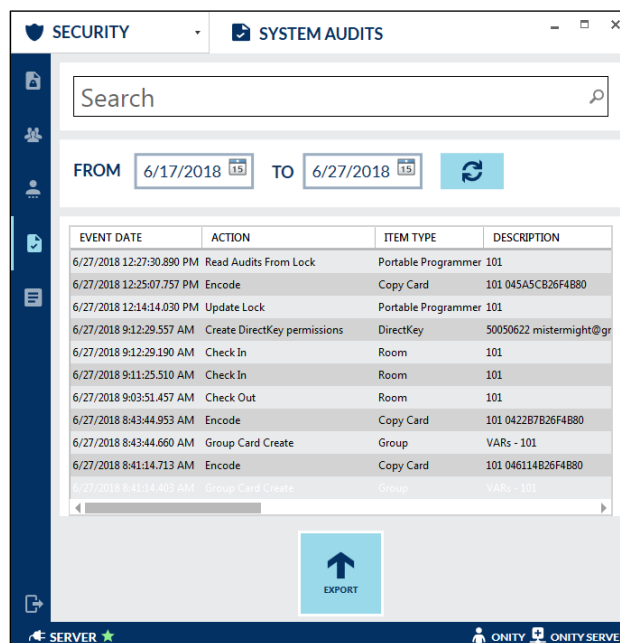 SECURITY SYSTEM AUDITS
Search
FROM 6/17/2018 15 TO 6/27/2018 15
EVENT DATE ACTION ITEM TYPE DESCRIPTION
6/27/2018 12:27:30.890 PM Read Audits From Lock Portable Programmer 101
6/27/2018 12:25:07.757 PM Encode Copy Card 101 045A5CB26F4B80
6/27/2018 12:14:14.030 PM Update Lock Portable Programmer 101
6/27/2018 9:12:29.557 AM Create DirectKey permissions DirectKey 50050622 mistermight@gr
6/27/2018 9:12:29.190 AM Check In Room 101
6/27/2018 9:11:25.510 AM Check In Room 101
6/27/2018 9:03:51.457 AM Check Out Room 101
6/27/2018 8:43:44.953 AM Encode Copy Card 101 0422B7B26F4B80
6/27/2018 8:43:44.660 AM Group Card Create Group VARs - 101
6/27/2018 8:41:14.713 AM Encode Copy Card 101 046114B26F4B80
6/27/2018 8:41:14.403 AM Group Card Create Group VARs - 101
EXPORT
SERVER ONITY ONITY SERVE